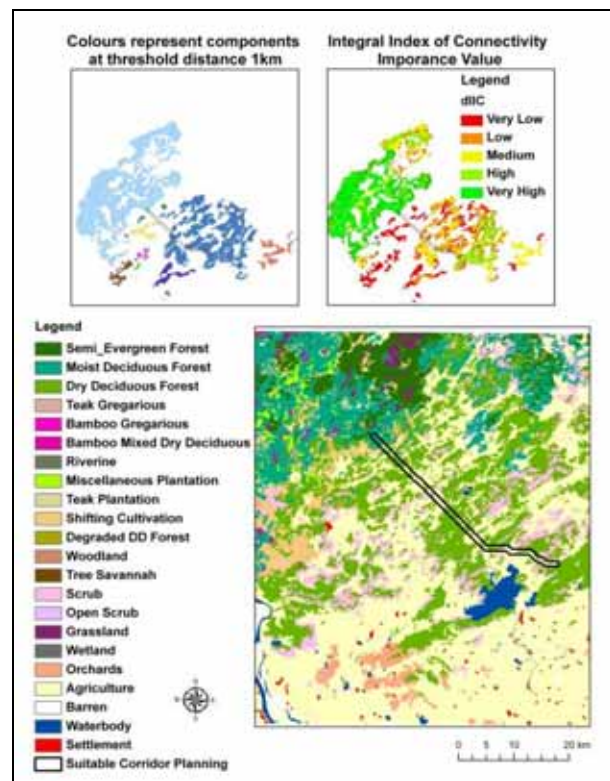 Colours represent components
at threshold distance 1km
Integral Index of Connectivity
Imporance Value
Legend
dIIC
Very Low
Low
Medium
High
Very High
Legend
Semi_Evergreen Forest
Moist Deciduous Forest
Dry Deciduous Forest
Teak Gregarious
Bamboo Gregarious
Bamboo Mixed Dry Deciduous
Riverine
Miscellaneous Plantation
Teak Plantation
Shifting Cultivation
Degraded DD Forest
Woodland
Tree Savannah
Scrub
Open Scrub
Grassland
Wetland
Orchards
Agriculture
Barren
Waterbody
Settlement
Suitable Corridor Planning
0 5 10 20 km